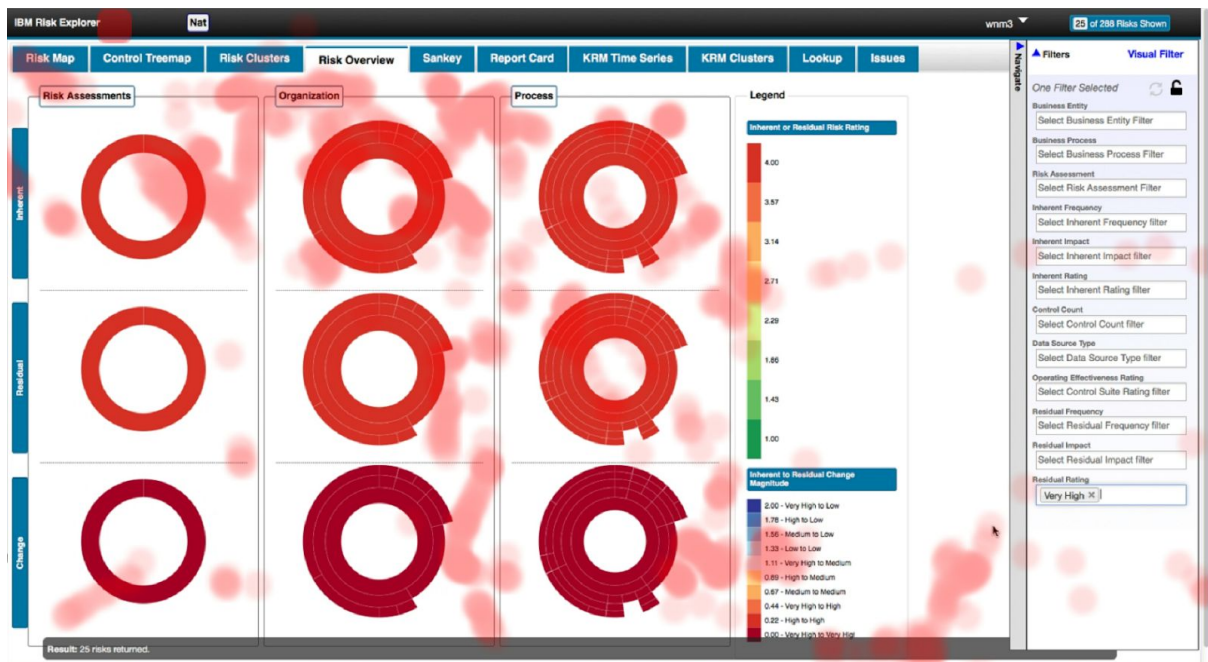 IBM Risk Explorer
Nat
wnm3
25 of 288 Risks Shown
Risk Map
Control Treemap
Risk Clusters
Risk Overview
Sankey
Report Card
KRM Time Series
KRM Clusters
Lookup
Issues
Navigate
Filters
Visual Filter
Risk Assessments
Organization
Process
Legend
Inherent
Residual
Change
Inherent or Residual Risk Rating
4.00
3.57
3.14
2.71
2.29
1.86
1.43
1.00
Inherent to Residual Change
Magnitude
2.00 - Very High to Low
1.78 - High to Low
1.56 - Medium to Low
1.33 - Low to Low
1.11 - Very High to Medium
0.89 - High to Medium
0.67 - Medium to Medium
0.44 - Very High to High
0.22 - High to High
0.00 - Very High to Very High
One Filter Selected
Business Entity
Select Business Entity Filter
Business Process
Select Business Process Filter
Risk Assessment
Select Risk Assessment Filter
Inherent Frequency
Select Inherent Frequency filter
Inherent Impact
Select Inherent Impact filter
Inherent Rating
Select Inherent Rating filter
Control Count
Select Control Count filter
Data Source Type
Select Data Source Type filter
Operating Effectiveness Rating
Select Control Suite Rating filter
Residual Frequency
Select Residual Frequency filter
Residual Impact
Select Residual Impact filter
Residual Rating
Very High ×
Result: 25 risks returned.